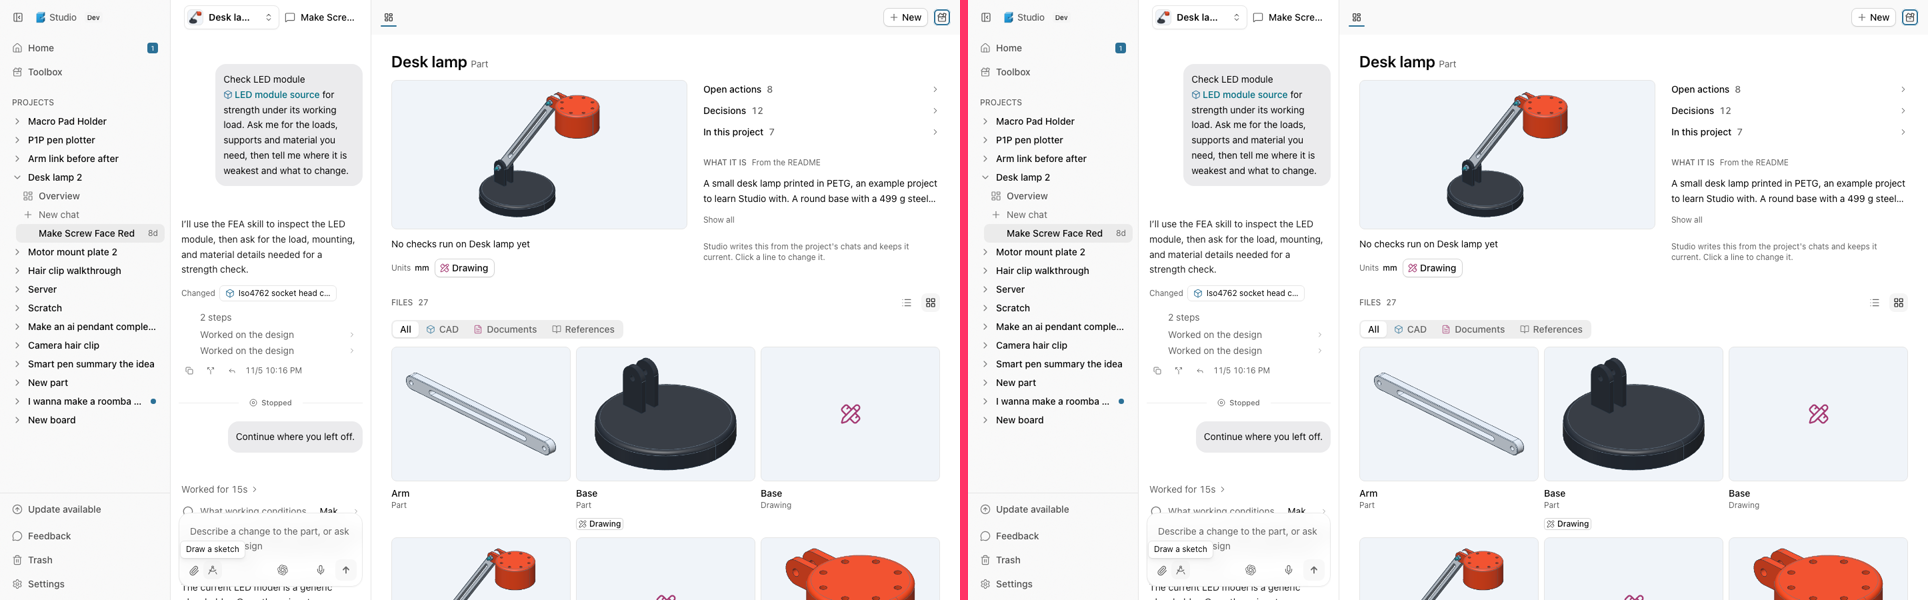 Studio Dev
Home 1
Toolbox
PROJECTS
Macro Pad Holder
P1P pen plotter
Arm link before after
Desk lamp 2
Overview
New chat
Make Screw Face Red 8d
Motor mount plate 2
Hair clip walkthrough
Server
Scratch
Make an ai pendant comple...
Camera hair clip
Smart pen summary the idea
New part
I wanna make a roomba ...
New board
Update available
Feedback
Trash
Settings
Desk la...
Make Scre...
Check LED module
LED module source for
strength under its working
load. Ask me for the loads,
supports and material you
need, then tell me where it is
weakest and what to change.
I'll use the FEA skill to inspect the LED
module, then ask for the load, mounting,
and material details needed for a
strength check.
Changed Iso4762 socket head c...
2 steps
Worked on the design
Worked on the design
11/5 10:16 PM
Stopped
Continue where you left off.
Worked for 15s
What working conditions Mak
Describe a change to the part, or ask
sign
Draw a sketch
The current LED model is a generic
New
Desk lamp Part
Open actions 8
Decisions 12
In this project 7
WHAT IT IS From the README
A small desk lamp printed in PETG, an example project
to learn Studio with. A round base with a 499 g steel...
Show all
Studio writes this from the project's chats and keeps it
current. Click a line to change it.
No checks run on Desk lamp yet
Units mm Drawing
FILES 27
All CAD Documents References
Arm
Part
Base
Part
Drawing
Base
Drawing
Studio Dev
Home 1
Toolbox
PROJECTS
Macro Pad Holder
P1P pen plotter
Arm link before after
Desk lamp 2
Overview
New chat
Make Screw Face Red 8d
Motor mount plate 2
Hair clip walkthrough
Server
Scratch
Make an ai pendant comple...
Camera hair clip
Smart pen summary the idea
New part
I wanna make a roomba ...
New board
Update available
Feedback
Trash
Settings
Desk la...
Make Scre...
Check LED module
LED module source for
strength under its working
load. Ask me for the loads,
supports and material you
need, then tell me where it is
weakest and what to change.
I'll use the FEA skill to inspect the LED
module, then ask for the load, mounting,
and material details needed for a
strength check.
Changed Iso4762 socket head c...
2 steps
Worked on the design
Worked on the design
11/5 10:16 PM
Stopped
Continue where you left off.
Worked for 15s
What working conditions Mak
Describe a change to the part, or ask
sign
Draw a sketch
The current LED model is a generic
New
Desk lamp Part
Open actions 8
Decisions 12
In this project 7
WHAT IT IS From the README
A small desk lamp printed in PETG, an example project
to learn Studio with. A round base with a 499 g steel...
Show all
Studio writes this from the project's chats and keeps it
current. Click a line to change it.
No checks run on Desk lamp yet
Units mm Drawing
FILES 27
All CAD Documents References
Arm
Part
Base
Part
Drawing
Base
Drawing